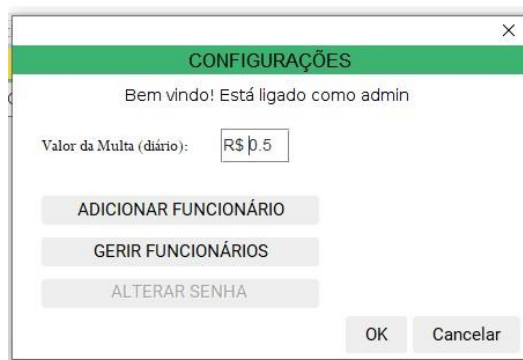 CONFIGURAÇÕES
Bem vindo! Está ligado como admin
Valor da Multa (diário): R$ 0.5
ADICIONAR FUNCIONÁRIO
GERIR FUNCIONÁRIOS
ALTERAR SENHA
OK Cancelar